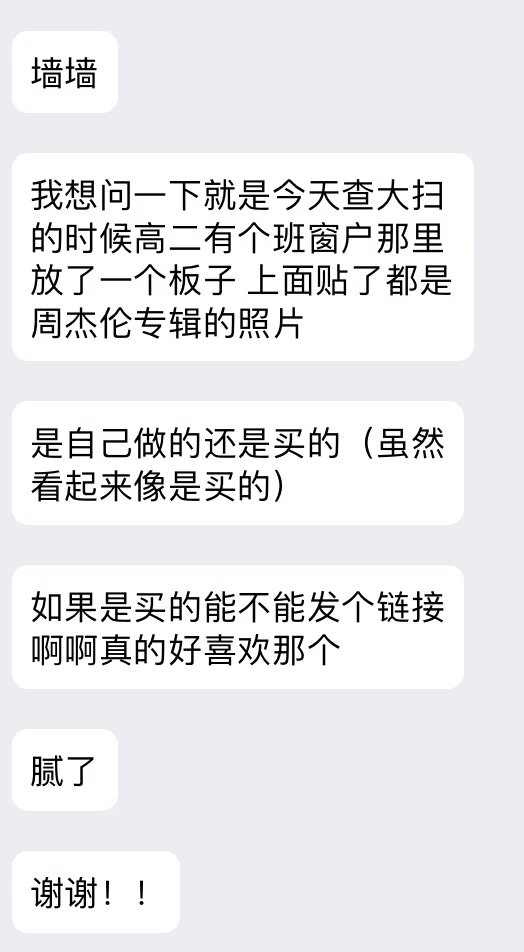 墙墙
我想问一下就是今天查大扫
的时候高二有个班窗户那里
放了一个板子 上面贴了都是
周杰伦专辑的照片
是自己做的还是买的（虽然
看起来像是买的）
如果是买的能不能发个链接
啊啊真的好喜欢那个
腻了
谢谢！！